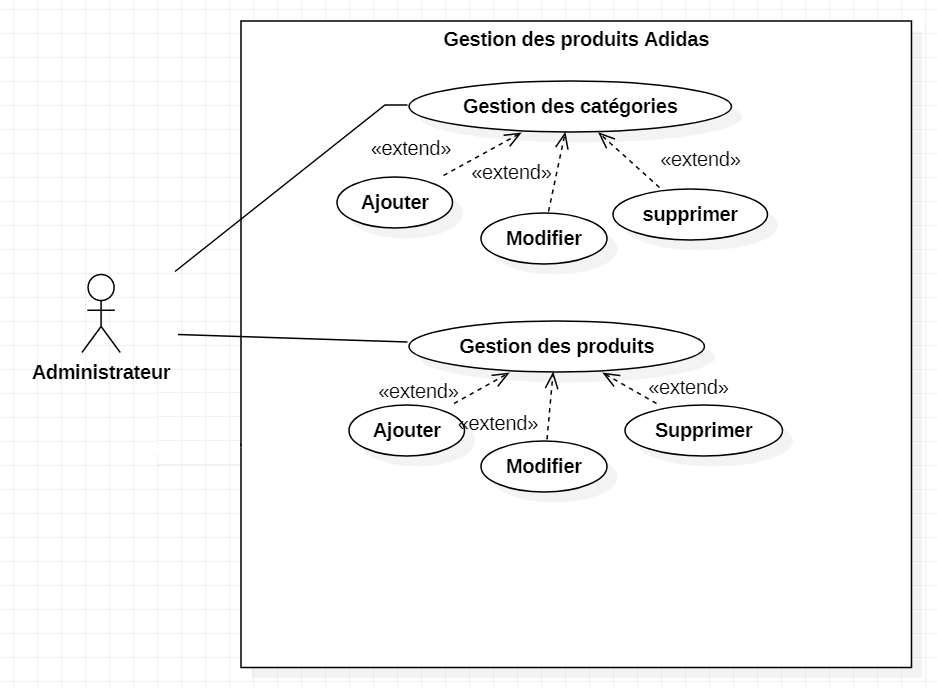 Gestion des produits Adidas
Gestion des catégories
«extend»
«extend»
«extend»
Ajouter
Modifier
supprimer
Administrateur
Gestion des produits
«extend»
«extend»
«extend»
Ajouter
Modifier
Supprimer